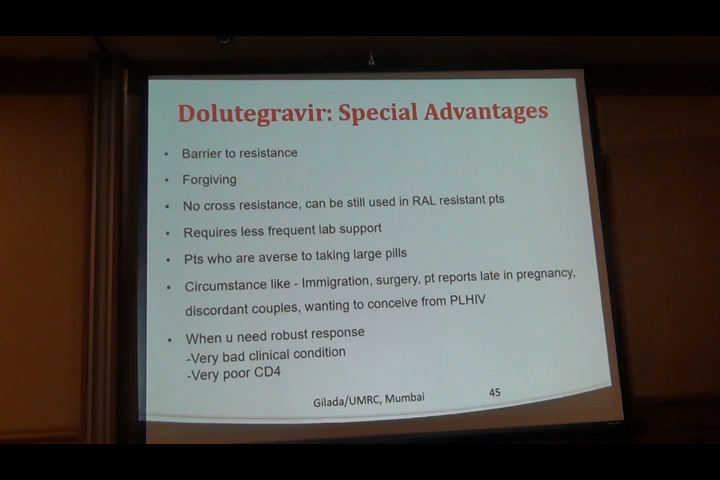 Dolutegravir: Special Advantages
• Barrier to resistance
• Forgiving
• No cross resistance, can be still used in RAL resistant pts
• Requires less frequent lab support
• Pts who are averse to taking large pills
• Circumstance like - Immigration, surgery, pt reports late in pregnancy,
discordant couples, wanting to conceive from PLHIV
• When u need robust response
-Very bad clinical condition
-Very poor CD4
Gilada/UMRC, Mumbai
45